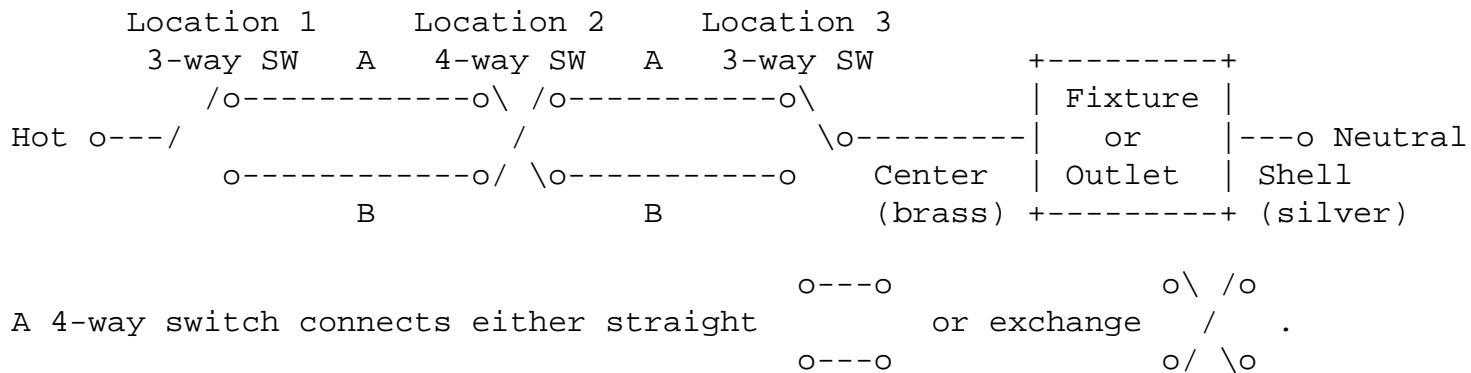 Location 1      Location 2      Location 3
        3-way SW   A   4-way SW   A   3-way SW           +---------+
            /o------------o\ /o-----------o\             | Fixture |
Hot o---/                   /                \o---------|   or    |---o Neutral
             o------------o/ \o-----------o     Center  | Outlet  | Shell
                    B                B           (brass) +---------+ (silver)
                                            o---o              o\ /o
A 4-way switch connects either straight         or exchange   /    .
                                            o---o              o/ \o